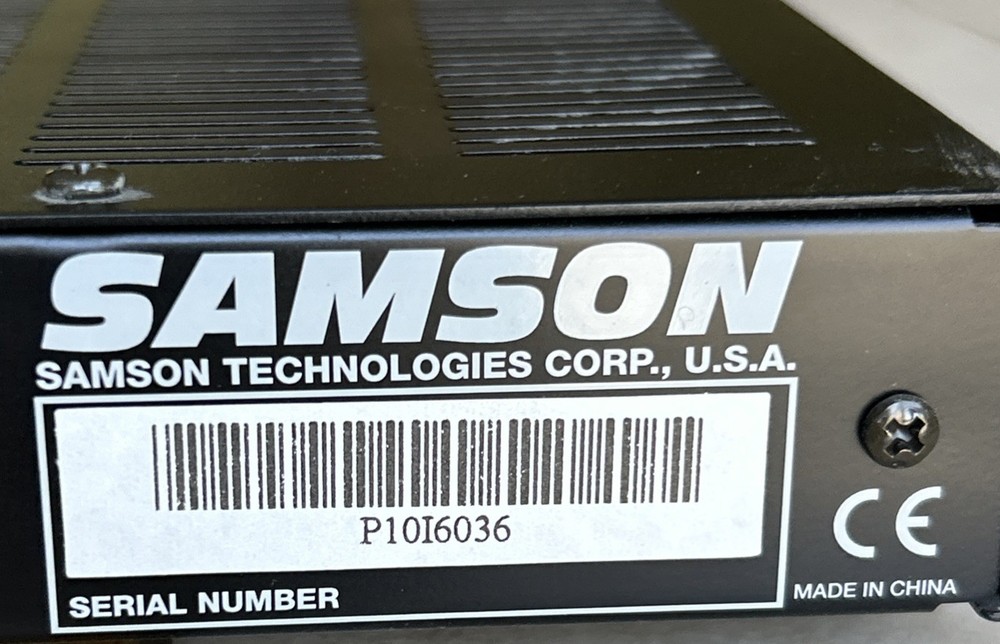 SAMSON
SAMSON TECHNOLOGIES CORP., U.S.A.
P10I6036
SERIAL NUMBER
CE
MADE IN CHINA